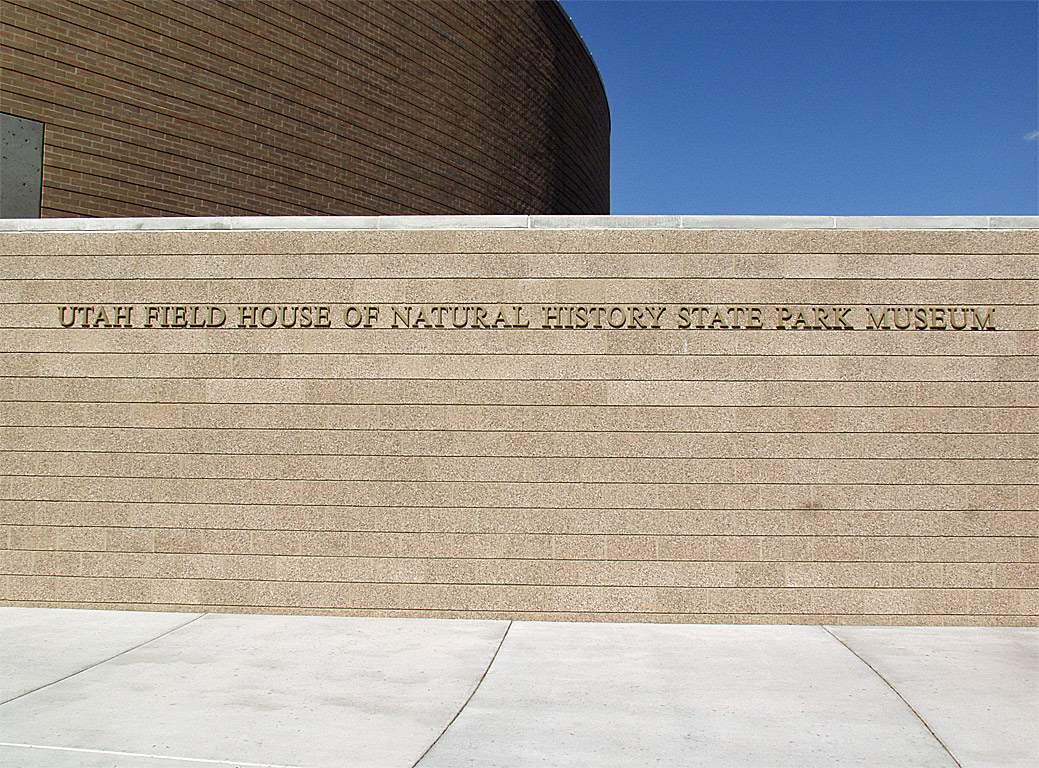 UTAH FIELD HOUSE OF NATURAL HISTORY STATE PARK MUSEUM